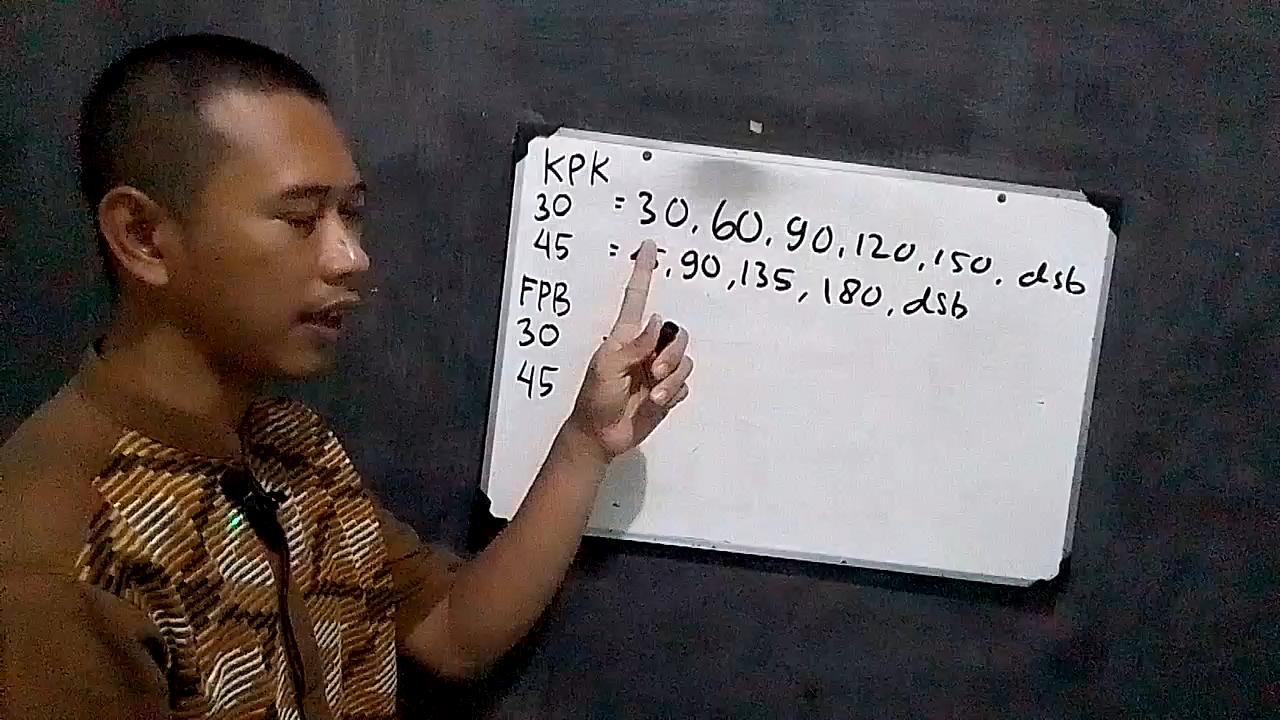 KPK
30 = 30, 60, 90, 120, 150, dsb
45 = 45, 90, 135, 180, dsb
FPB
30
45